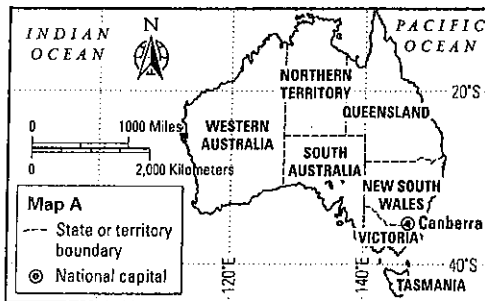 INDIAN
OCEAN
N
PACIFIC
OCEAN
NORTHERN
TERRITORY
20°S
QUEENSLAND
0 1000 Miles
0 2,000 Kilometers
WESTERN
AUSTRALIA
SOUTH
AUSTRALIA
NEW SOUTH
WALES
Canberra
VICTORIA
Map A
State or territory
boundary
National capital
120°E
140°E
40°S
TASMANIA